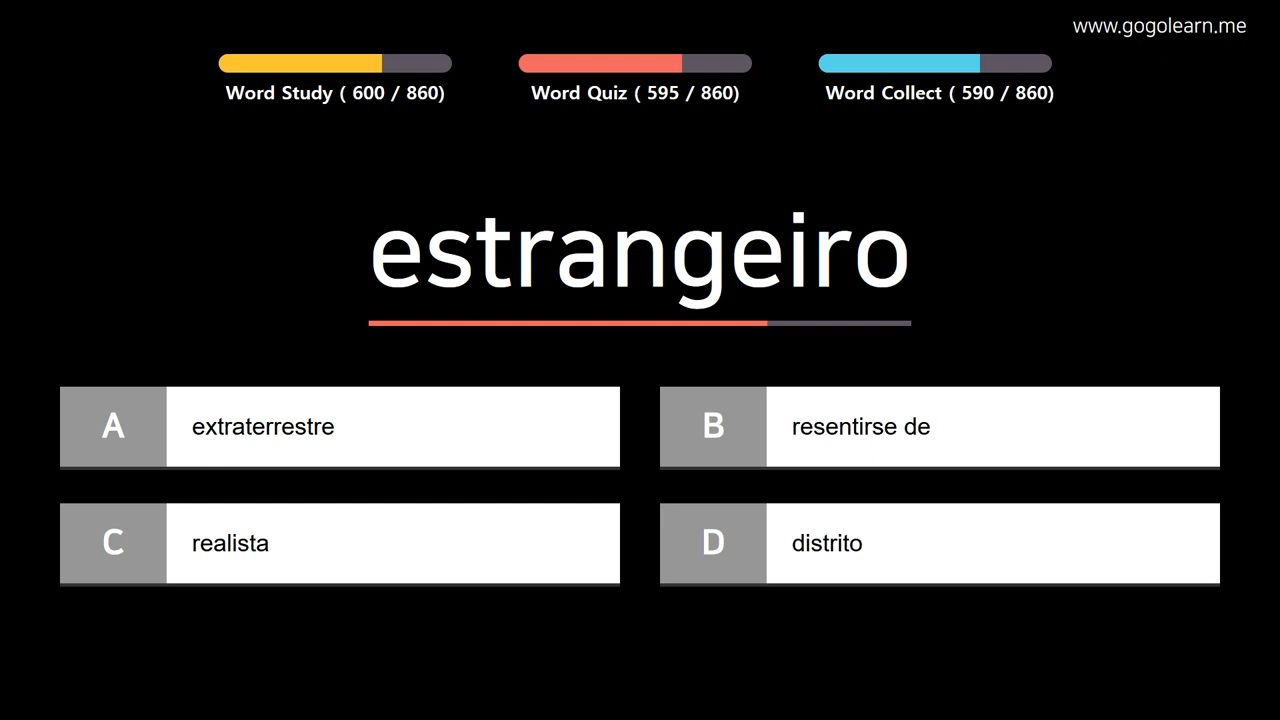 www.gogolearn.me
Word Study ( 600 / 860)
Word Quiz ( 595 / 860)
Word Collect ( 590 / 860)
estrangeiro
A
extraterrestre
B
resentirse de
C
realista
D
distrito